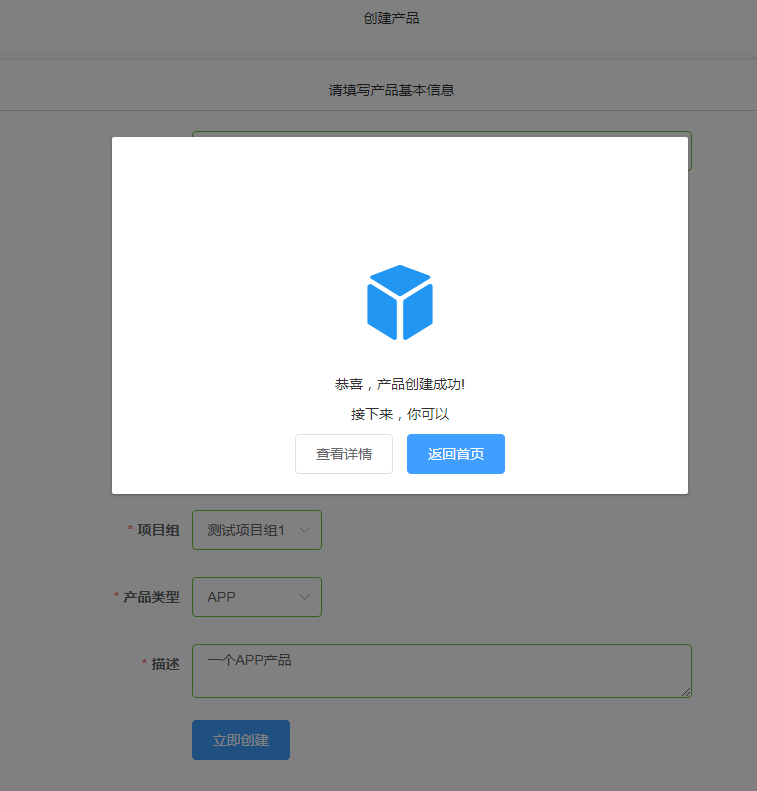 创建产品
请填写产品基本信息
恭喜，产品创建成功!
接下来，你可以
查看详情 返回首页
* 项目组 测试项目组1
* 产品类型 APP
* 描述 一个APP产品
立即创建